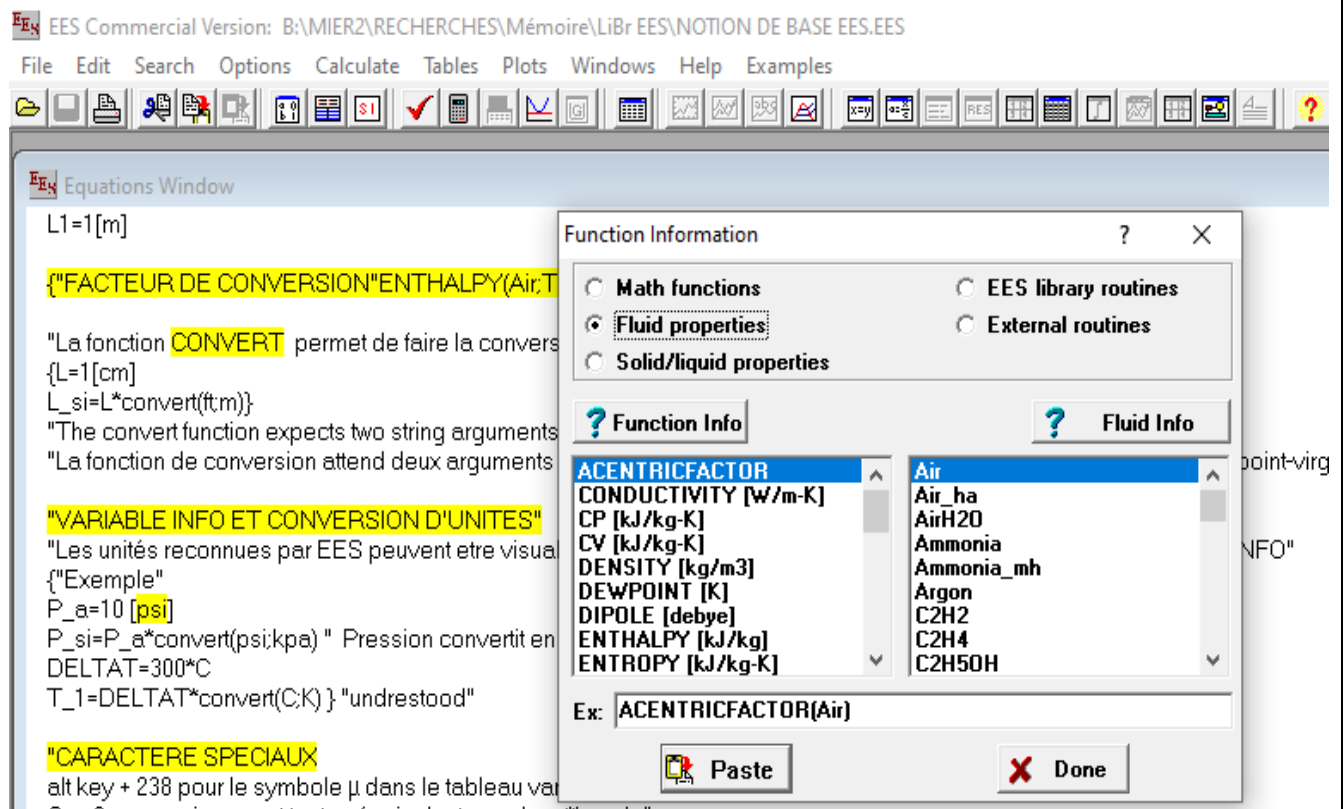 EES Commercial Version: B:\MIER2\RECHERCHES\Mémoire\LiBr EES\NOTION DE BASE EES.EES
File Edit Search Options Calculate Tables Plots Windows Help Examples
Equations Window
L1=1[m]
{"FACTEUR DE CONVERSION"ENTHALPY(Air;T
"La fonction CONVERT permet de faire la convers
{L=1[cm]
L_si=L*convert(ft;m)}
"The convert function expects two string arguments
"La fonction de conversion attend deux arguments
point-virg
"VARIABLE INFO ET CONVERSION D'UNITES"
"Les unités reconnues par EES peuvent etre visual
NFO"
{"Exemple"
P_a=10 [psi]
P_si=P_a*convert(psi;kpa) " Pression convertit en
DELTAT=300*C
T_1=DELTAT*convert(C;K) } "undrestood"
"CARACTERE SPECIAUX
alt key + 238 pour le symbole µ dans le tableau var
Function Information
Math functions
EES library routines
Fluid properties
External routines
Solid/liquid properties
? Function Info
? Fluid Info
ACENTRICFACTOR
CONDUCTIVITY [W/m-K]
CP [kJ/kg-K]
CV [kJ/kg-K]
DENSITY [kg/m3]
DEWPOINT [K]
DIPOLE [debye]
ENTHALPY [kJ/kg]
ENTROPY [kJ/kg-K]
Air
Air_ha
AirH2O
Ammonia
Ammonia_mh
Argon
C2H2
C2H4
C2H5OH
Ex: ACENTRICFACTOR(Air)
Paste
Done